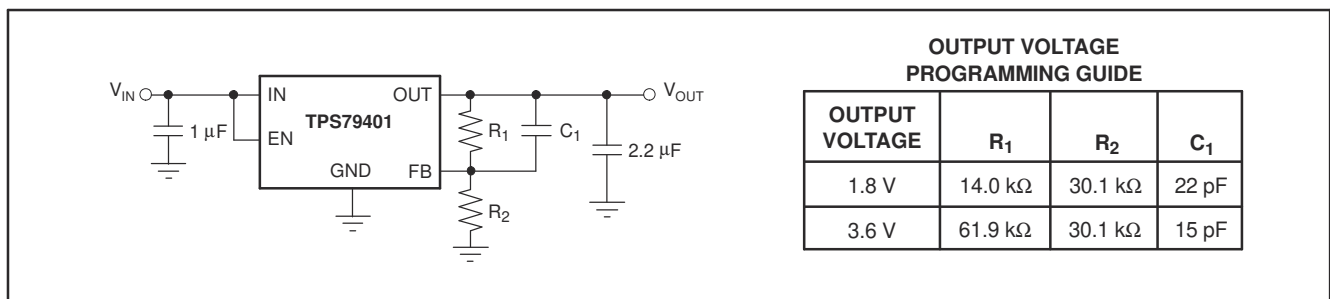 V_IN
IN
OUT
V_OUT
TPS79401
1 μF
EN
R_1
C_1
2.2 μF
GND
FB
R_2
OUTPUT VOLTAGE
PROGRAMMING GUIDE
OUTPUT
VOLTAGE R_1 R_2 C_1
1.8 V 14.0 kΩ 30.1 kΩ 22 pF
3.6 V 61.9 kΩ 30.1 kΩ 15 pF